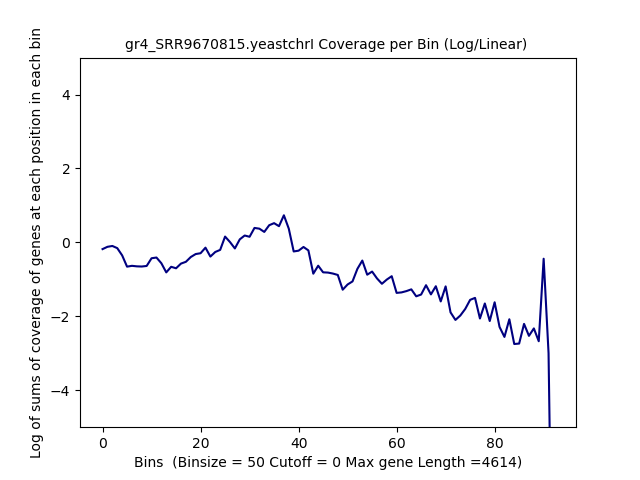 gr4_SRR9670815.yeastchrI Coverage per Bin (Log/Linear)
Log of sums of coverage of genes at each position in each bin
4
2
0
−2
−4
0 20 40 60 80
Bins  (Binsize = 50 Cutoff = 0 Max gene Length =4614)